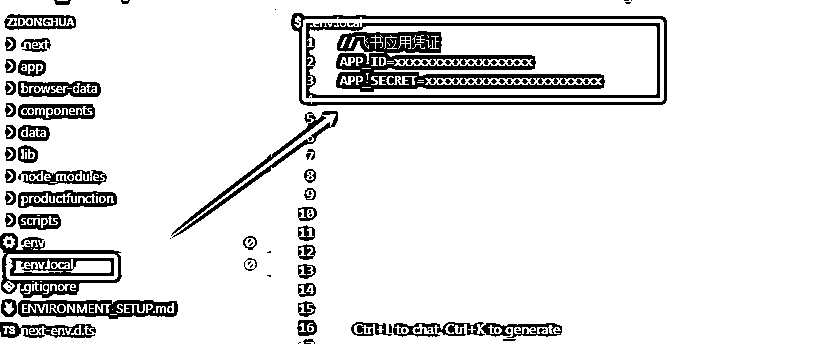 ZIDONGHUA
.next
app
browser-data
components
data
lib
node_modules
productfunction
scripts
.env
.env.local
.gitignore
ENVIRONMENT_SETUP.md
TS next-env.d.ts
$ .env.local
1 //飞书应用凭证
2 APP_ID=xxxxxxxxxxxxxxxxxx
3 APP_SECRET=xxxxxxxxxxxxxxxxxxxxxxx
4
5
6
7
8
9
10
11
12
13
14
15
16 Ctrl+L to chat, Ctrl+K to generate